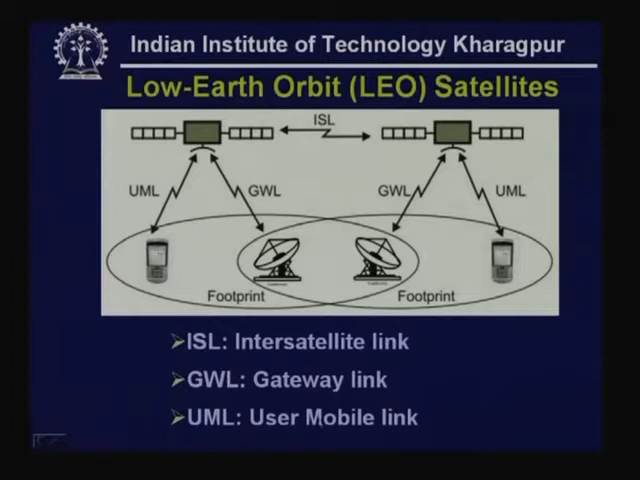 Indian Institute of Technology Kharagpur
Low-Earth Orbit (LEO) Satellites
ISL
UML
GWL
GWL
UML
Footprint
Footprint
➢ISL: Intersatellite link
➢GWL: Gateway link
➢UML: User Mobile link